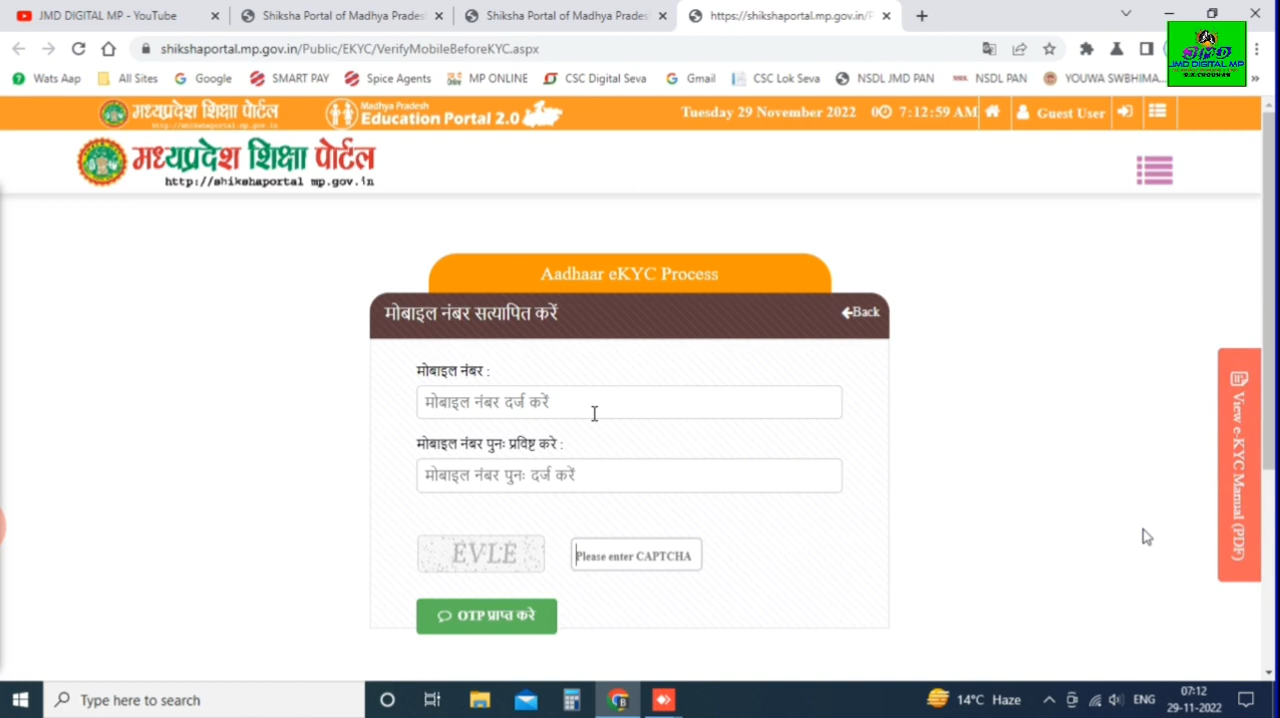 JMD DIGITAL MP - YouTube
Shiksha Portal of Madhya Prades
Shiksha Portal of Madhya Prades
https://shikshaportal.mp.gov.in/P
shikshaportal.mp.gov.in/Public/EKYC/VerifyMobileBeforeKYC.aspx
JMD DIGITAL MP
Wats Aap
All Sites
Google
SMART PAY
Spice Agents
MP ONLINE
CSC Digital Seva
Gmail
CSC Lok Seva
NSDL JMD PAN
NSDL PAN
YOUWA SWBHIMA...
मध्यप्रदेश शिक्षा पोर्टल
http://shikshaportal.mp.gov.in
Madhya Pradesh
Education Portal 2.0
Tuesday 29 November 2022
7:12:59 AM
Guest User
मध्यप्रदेश शिक्षा पोर्टल
http://shikshaportal mp.gov.in
Aadhaar eKYC Process
मोबाइल नंबर सत्यापित करें
Back
मोबाइल नंबर :
मोबाइल नंबर दर्ज करें
मोबाइल नंबर पुनः प्रविष्ट करे :
मोबाइल नंबर पुनः दर्ज करें
EVLE
Please enter CAPTCHA
OTP प्राप्त करे
View e-KYC Manual (PDF)
Type here to search
14°C Haze
ENG
07:12
29-11-2022